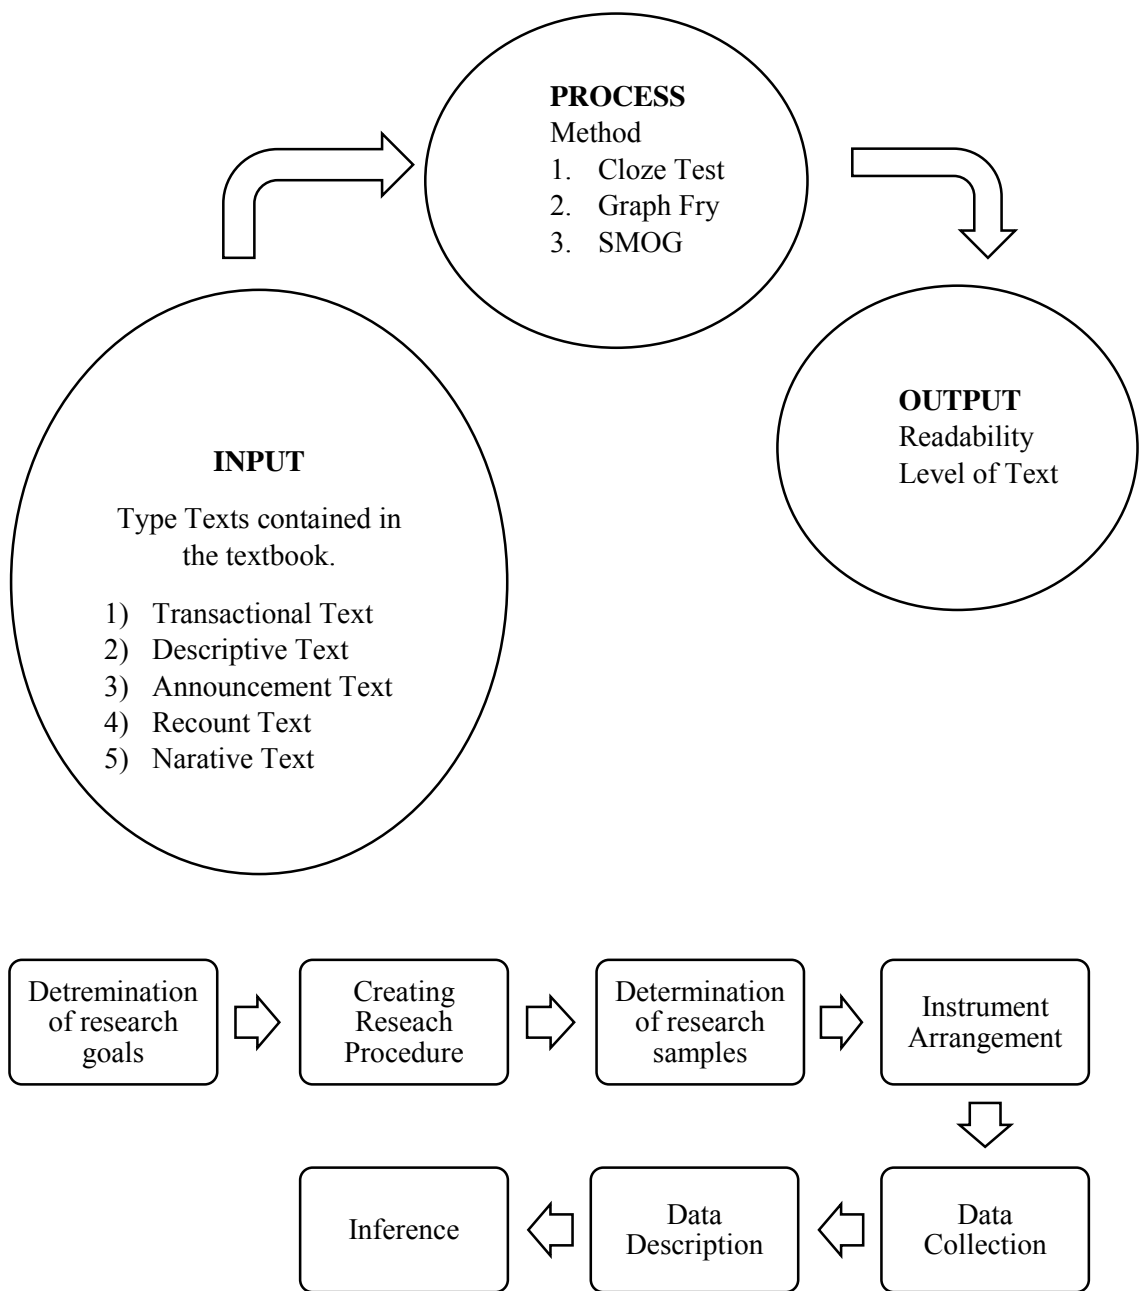 PROCESS
Method
1. Cloze Test
2. Graph Fry
3. SMOG
OUTPUT
Readability
Level of Text
INPUT
Type Texts contained in
the textbook.
1) Transactional Text
2) Descriptive Text
3) Announcement Text
4) Recount Text
5) Narative Text
Detremination
of research
goals
Creating
Reseach
Procedure
Determination
of research
samples
Instrument
Arrangement
Inference
Data
Description
Data
Collection